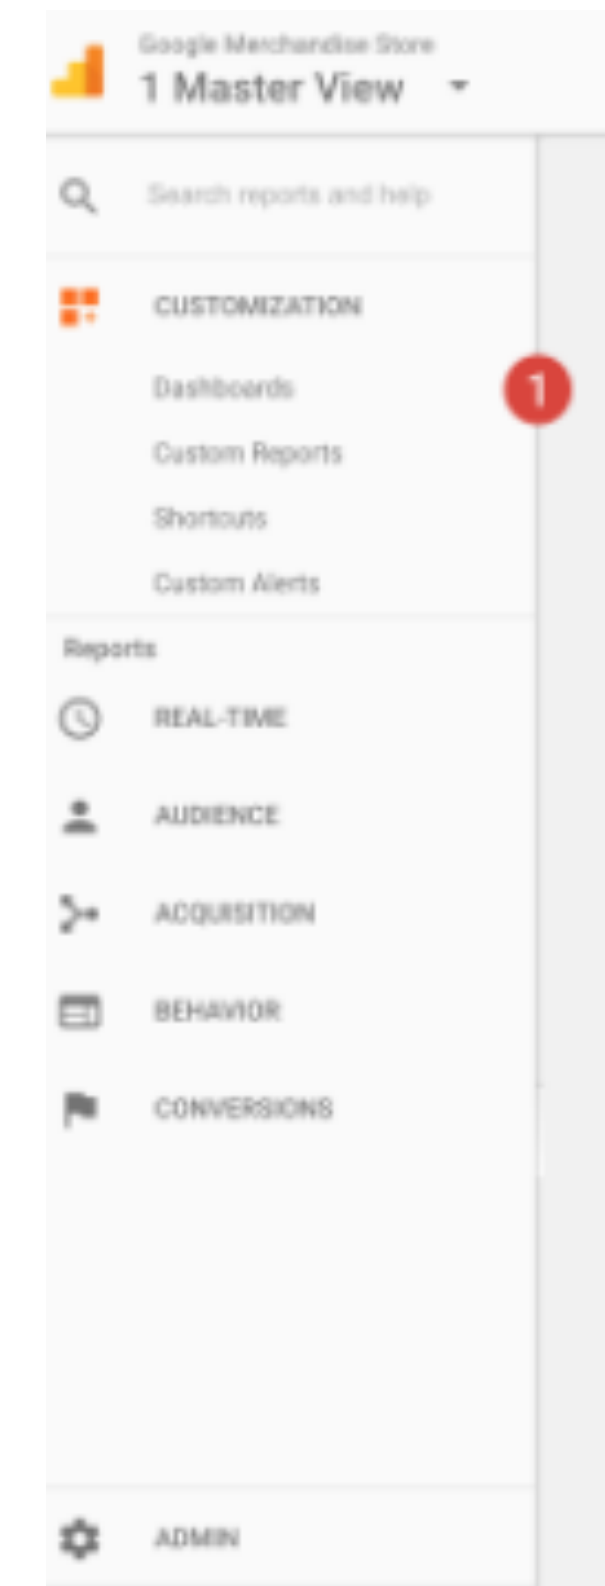 Google Merchandise Store
1 Master View
Search reports and help
CUSTOMIZATION
Dashboards
1
Custom Reports
Shortcuts
Custom Alerts
Reports
REAL-TIME
AUDIENCE
ACQUISITION
BEHAVIOR
CONVERSIONS
ADMIN